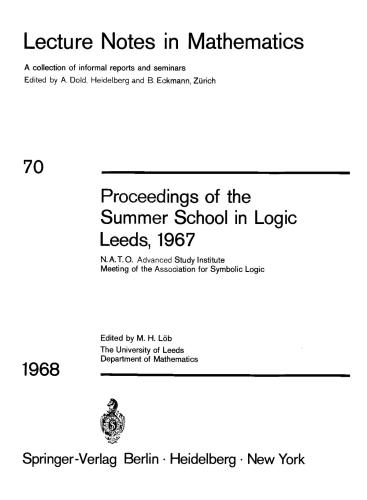 Lecture Notes in Mathematics
A collection of informal reports and seminars
Edited by A. Dold, Heidelberg and B. Eckmann, Zürich
70
Proceedings of the
Summer School in Logic
Leeds, 1967
N.A.T.O. Advanced Study Institute
Meeting of the Association for Symbolic Logic
Edited by M. H. Löb
The University of Leeds
Department of Mathematics
1968
Springer-Verlag Berlin · Heidelberg · New York